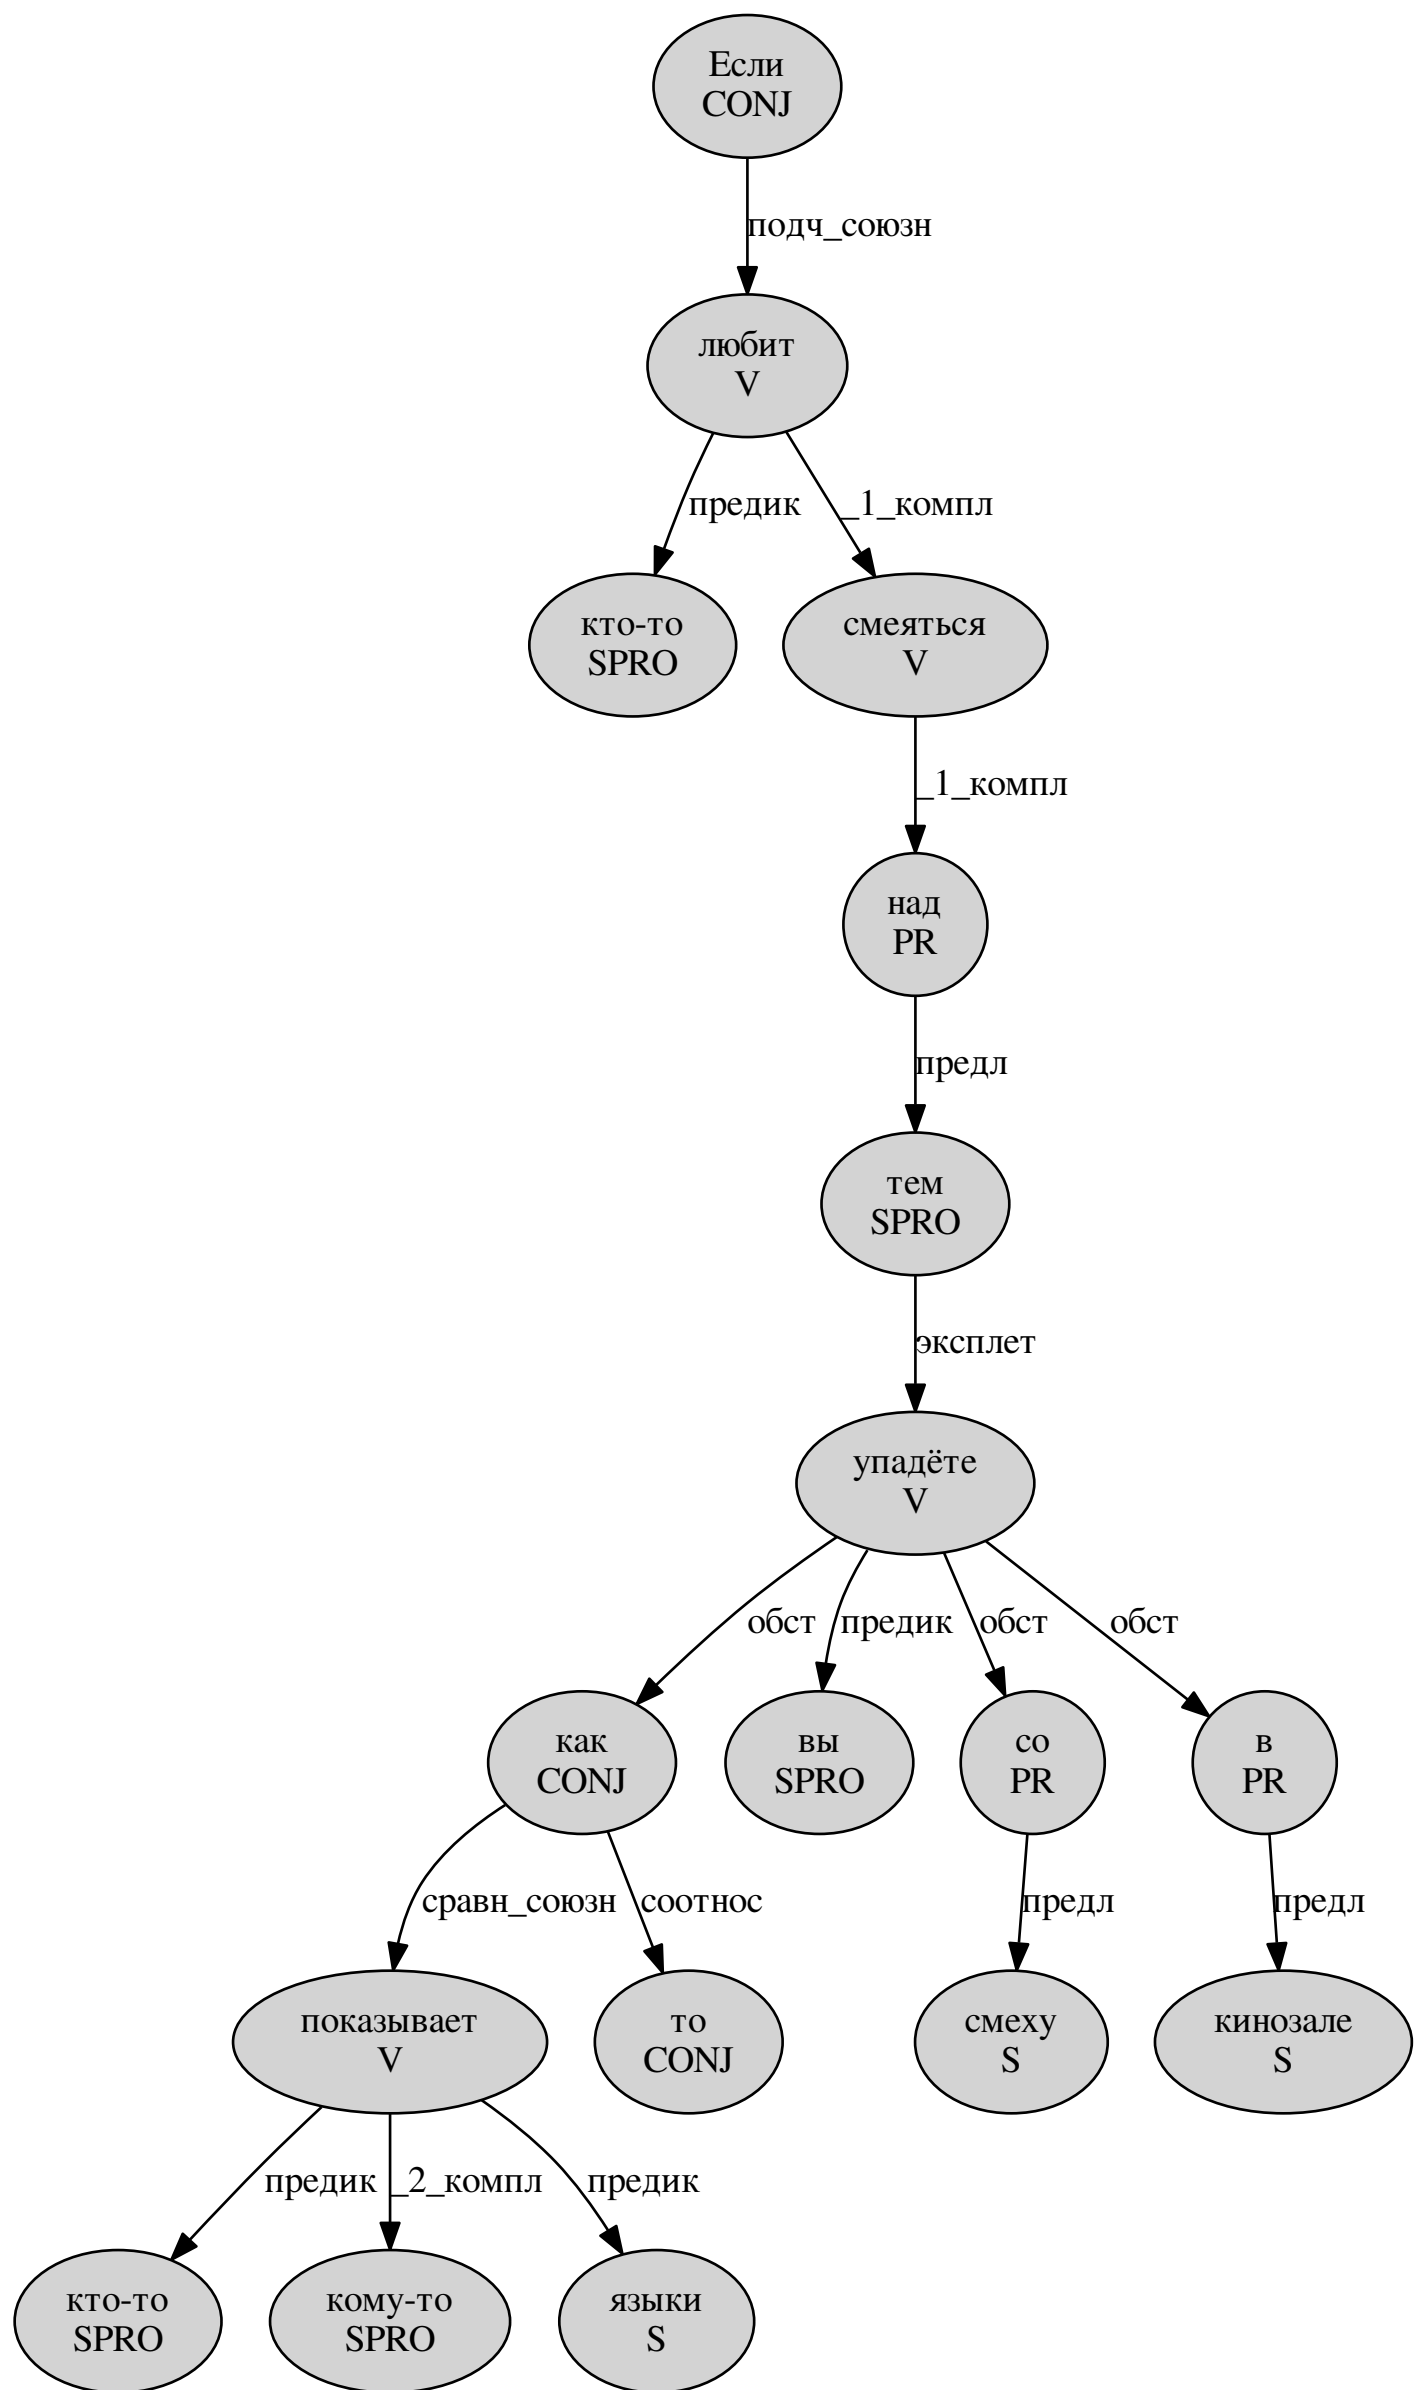 Если
CONJ
подч_союзн
любит
V
предик
_1_компл
кто-то
SPRO
смеяться
V
_1_компл
над
PR
предл
тем
SPRO
эксплет
упадёте
V
обст
предик
обст
обст
как
CONJ
вы
SPRO
со
PR
в
PR
сравн_союзн
соотнос
предл
предл
показывает
V
то
CONJ
смеху
S
кинозале
S
предик
_2_компл
предик
кто-то
SPRO
кому-то
SPRO
языки
S